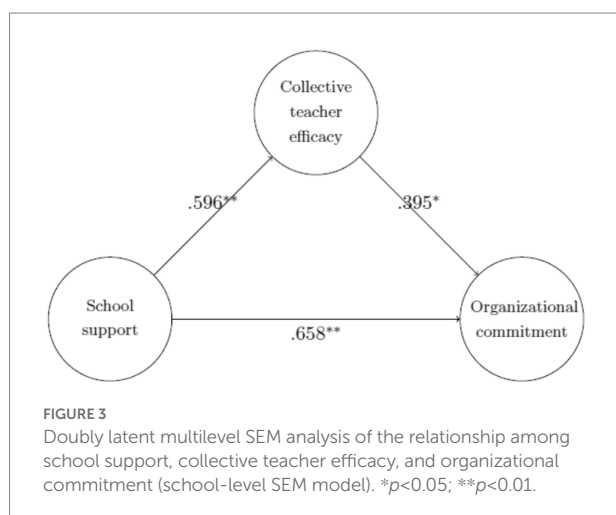 Collective
teacher
efficacy
.596**
.395*
School
support
Organizational
commitment
.658**
FIGURE 3
Doubly latent multilevel SEM analysis of the relationship among
school support, collective teacher efficacy, and organizational
commitment (school-level SEM model). *p<0.05; **p<0.01.